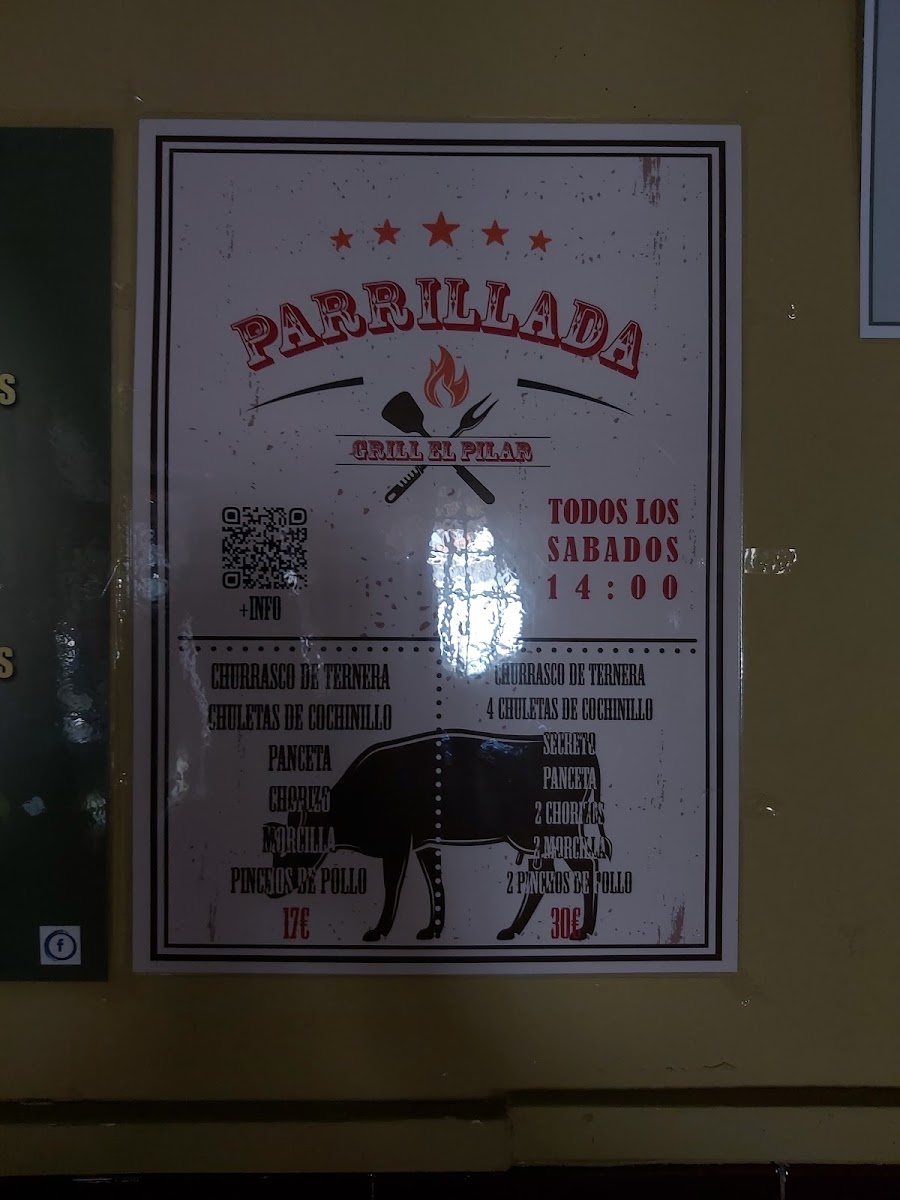 PARRILLADA
GRILL EL PILAR
+INFO
TODOS LOS
SABADOS
14:00
CHURRASCO DE TERNERA
CHULETAS DE COCHINILLO
PANCETA
CHORIZO
MORCILLA
PINCHOS DE POLLO
17€
CHURRASCO DE TERNERA
4 CHULETAS DE COCHINILLO
SECRETO
PANCETA
2 CHORIZOS
2 MORCILLA
2 PINCHOS DE POLLO
30€
S
S
f